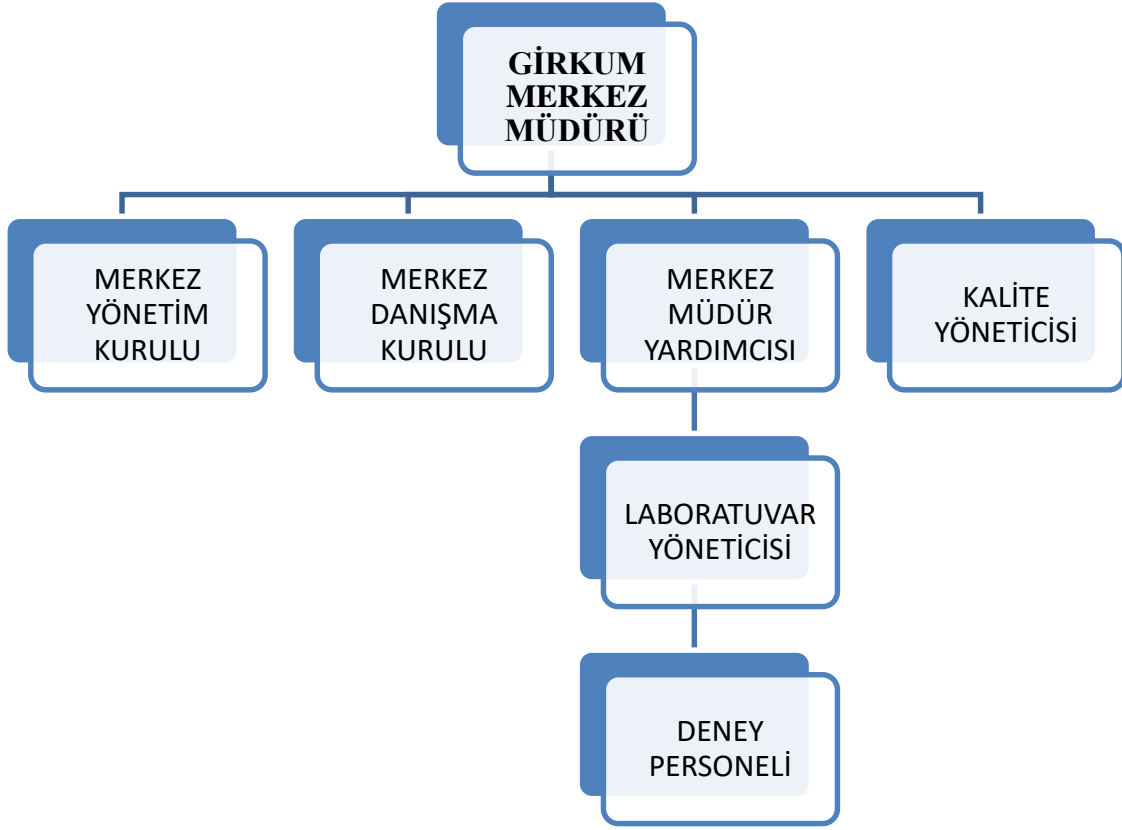 GİRKUM
MERKEZ
MÜDÜRÜ
MERKEZ
YÖNETİM
KURULU
MERKEZ
DANIŞMA
KURULU
MERKEZ
MÜDÜR
YARDIMCISI
KALİTE
YÖNETİCİSİ
LABORATUVAR
YÖNETİCİSİ
DENEY
PERSONELİ